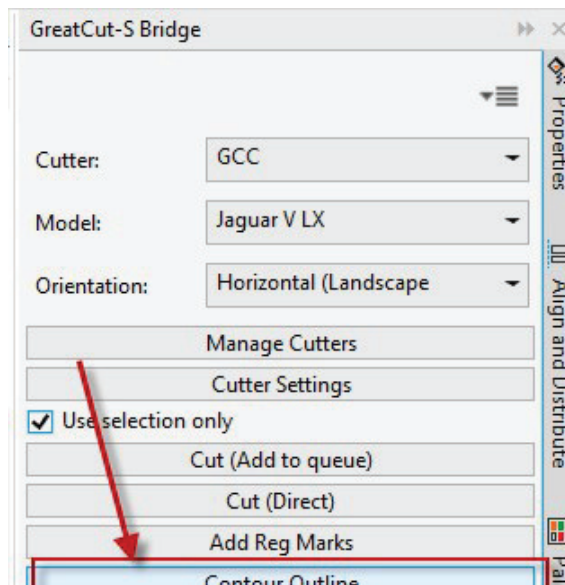 GreatCut-S Bridge
Cutter:
GCC
Model:
Jaguar V LX
Orientation:
Horizontal (Landscape
Manage Cutters
Cutter Settings
Use selection only
Cut (Add to queue)
Cut (Direct)
Add Reg Marks
Contour Outline
Properties
Align and Distribute